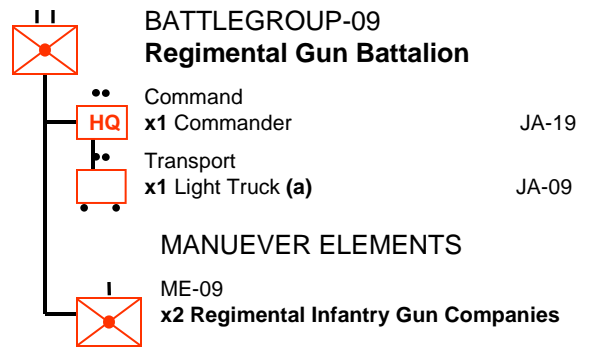 BATTLEGROUP-09
Regimental Gun Battalion
Command
HQ x1 Commander JA-19
Transport
x1 Light Truck (a) JA-09
MANUEVER ELEMENTS
ME-09
x2 Regimental Infantry Gun Companies